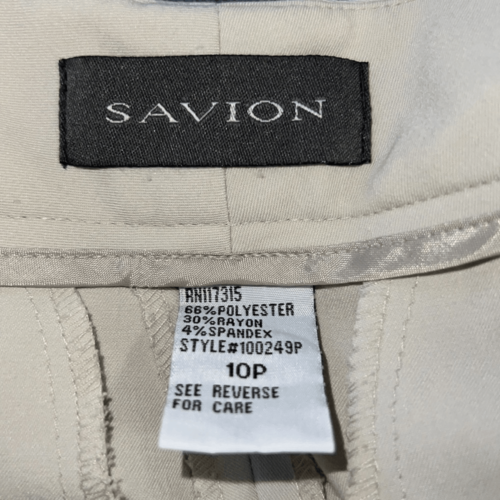 SAVION
RN117315
66%POLYESTER
30%RAYON
4%SPANDEX
STYLE#100249P
10P
SEE REVERSE
FOR CARE